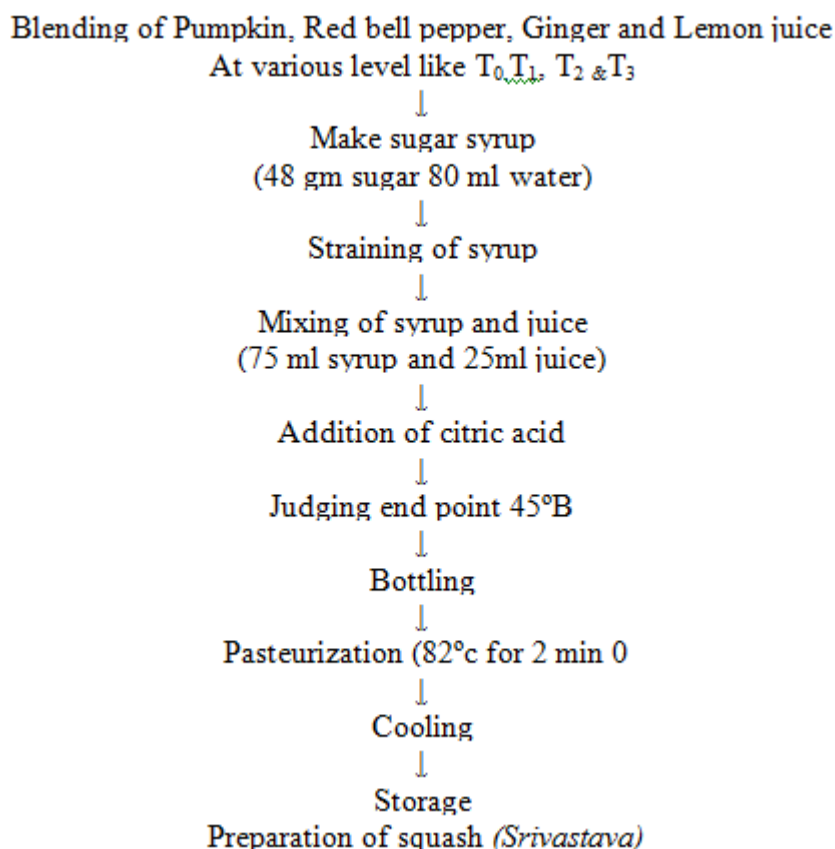 Blending of Pumpkin, Red bell pepper, Ginger and Lemon juice
At various level like T₀,T₁, T₂ &T₃
↓
Make sugar syrup
(48 gm sugar 80 ml water)
↓
Straining of syrup
↓
Mixing of syrup and juice
(75 ml syrup and 25ml juice)
↓
Addition of citric acid
↓
Judging end point 45ºB
↓
Bottling
↓
Pasteurization (82ºc for 2 min 0
↓
Cooling
↓
Storage
Preparation of squash (Srivastava)